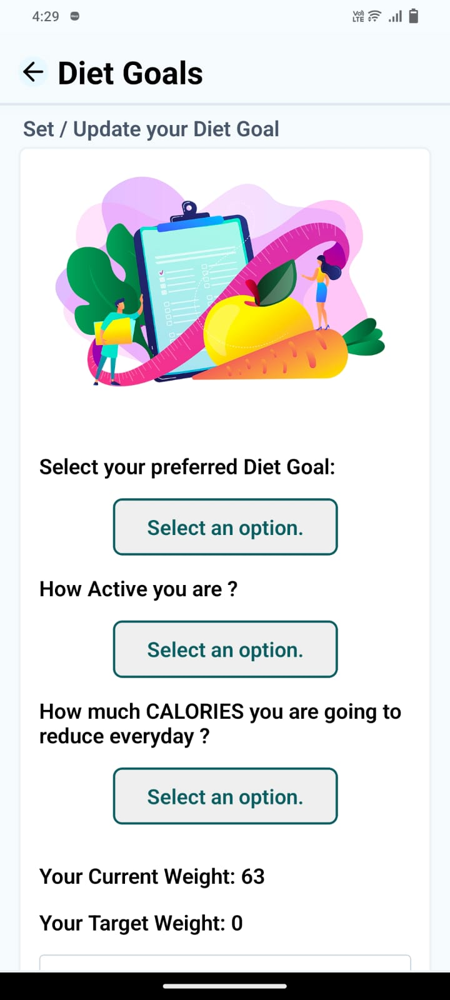 4:29
Vo) LTE
Diet Goals
Set / Update your Diet Goal
Select your preferred Diet Goal:
Select an option.
How Active you are ?
Select an option.
How much CALORIES you are going to
reduce everyday ?
Select an option.
Your Current Weight: 63
Your Target Weight: 0